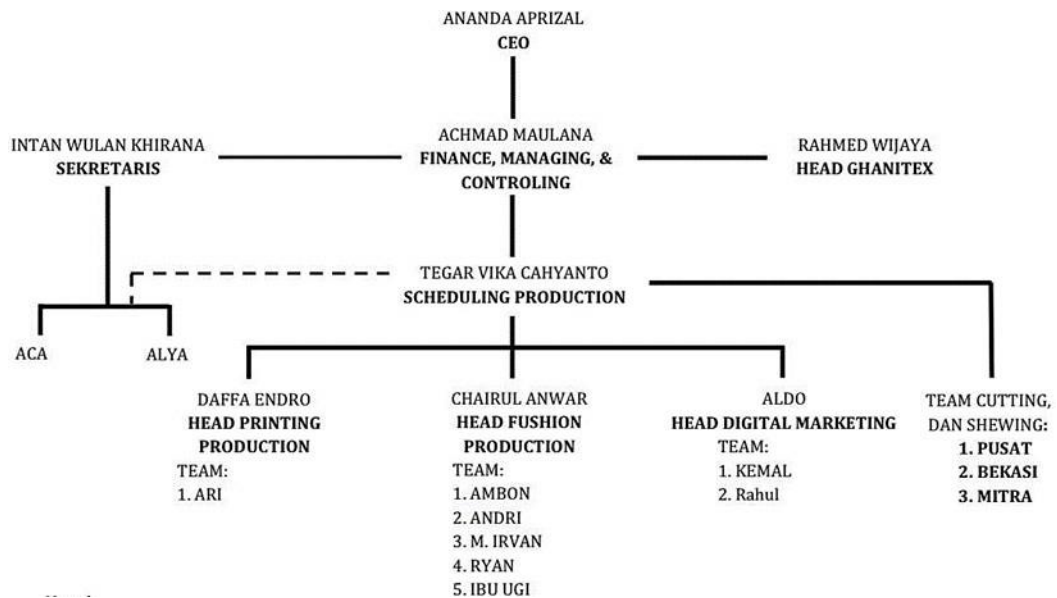 ANANDA APRIZAL
CEO
INTAN WULAN KHIRANA
SEKRETARIS
ACHMAD MAULANA
FINANCE, MANAGING, &
CONTROLING
RAHMED WIJAYA
HEAD GHANITEX
TEGAR VIKA CAHYANTO
SCHEDULING PRODUCTION
ACA
ALYA
DAFFA ENDRO
HEAD PRINTING
PRODUCTION
TEAM:
1. ARI
CHAIRUL ANWAR
HEAD FUSHION
PRODUCTION
TEAM:
1. AMBON
2. ANDRI
3. M. IRVAN
4. RYAN
5. IBU UGI
ALDO
HEAD DIGITAL MARKETING
TEAM:
1. KEMAL
2. Rahul
TEAM CUTTING,
DAN SHEWING:
1. PUSAT
2. BEKASI
3. MITRA